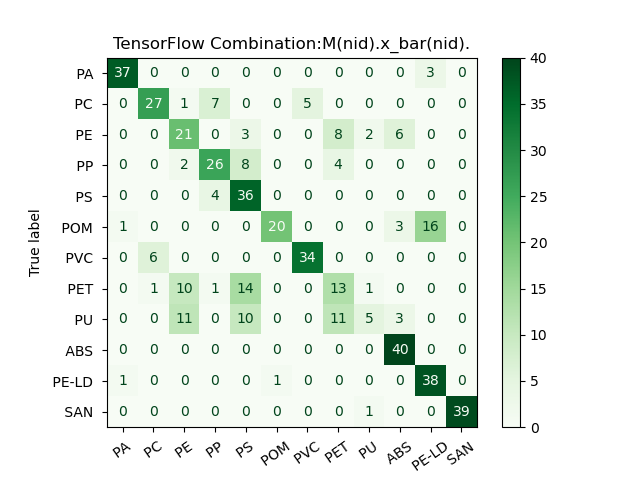 TensorFlow Combination:M(nid).x_bar(nid).
PA 37 0 0 0 0 0 0 0 0 0 3 0
PC 0 27 1 7 0 0 5 0 0 0 0 0
PE 0 0 21 0 3 0 0 8 2 6 0 0
PP 0 0 2 26 8 0 0 4 0 0 0 0
PS 0 0 0 4 36 0 0 0 0 0 0 0
POM 1 0 0 0 0 20 0 0 0 3 16 0
PVC 0 6 0 0 0 0 34 0 0 0 0 0
PET 0 1 10 1 14 0 0 13 1 0 0 0
PU 0 0 11 0 10 0 0 11 5 3 0 0
ABS 0 0 0 0 0 0 0 0 0 40 0 0
PE-LD 1 0 0 0 0 1 0 0 0 0 38 0
SAN 0 0 0 0 0 0 0 0 1 0 0 39
PA PC PE PP PS POM PVC PET PU ABS PE-LD SAN
True label
40
35
30
25
20
15
10
5
0